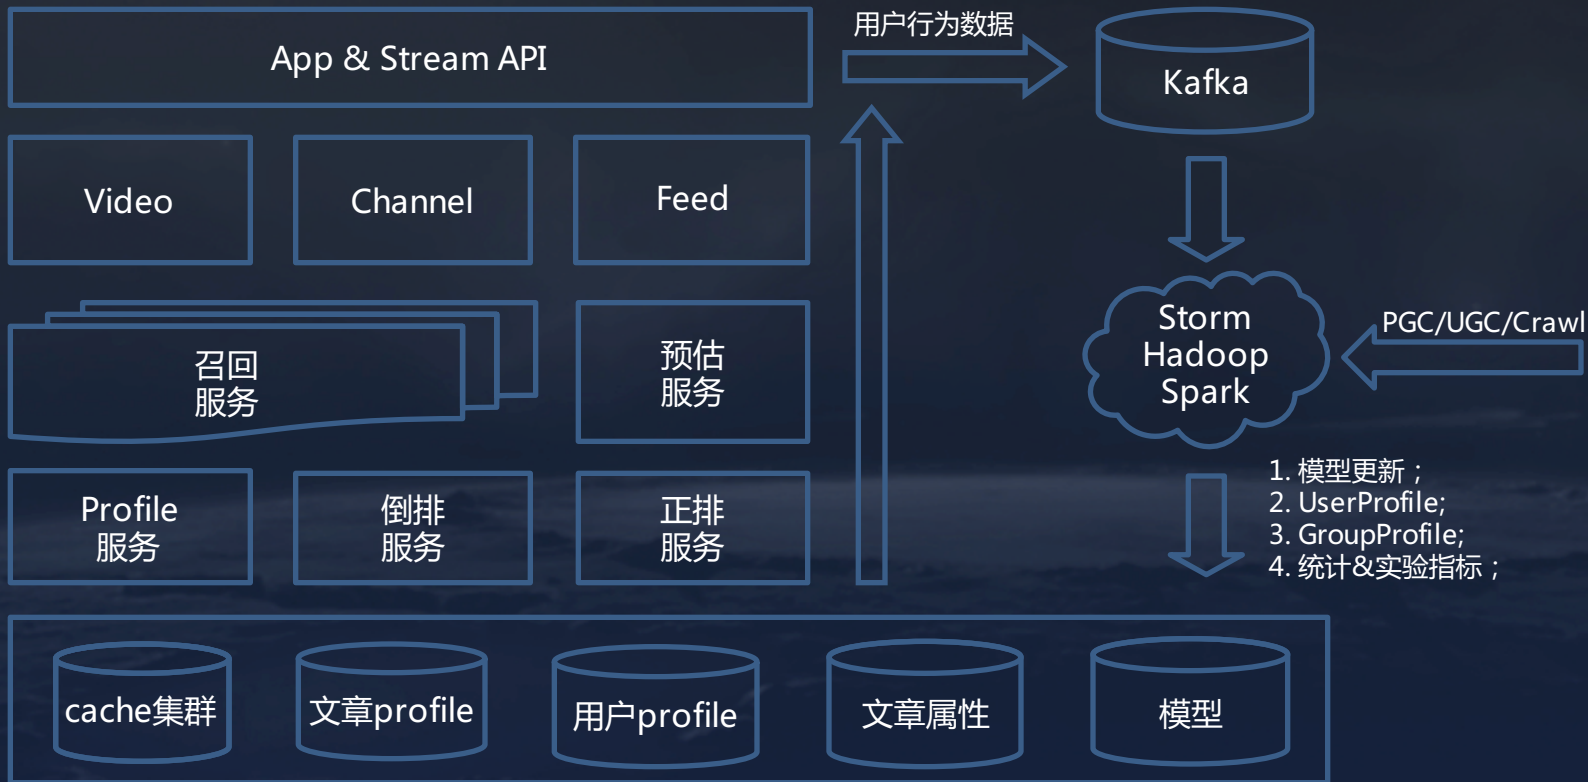 App & Stream API
用户行为数据
Kafka
Video
Channel
Feed
召回
服务
预估
服务
Storm
Hadoop
Spark
PGC/UGC/Crawl
Profile
服务
倒排
服务
正排
服务
1. 模型更新；
2. UserProfile;
3. GroupProfile;
4. 统计&实验指标；
cache集群
文章profile
用户profile
文章属性
模型